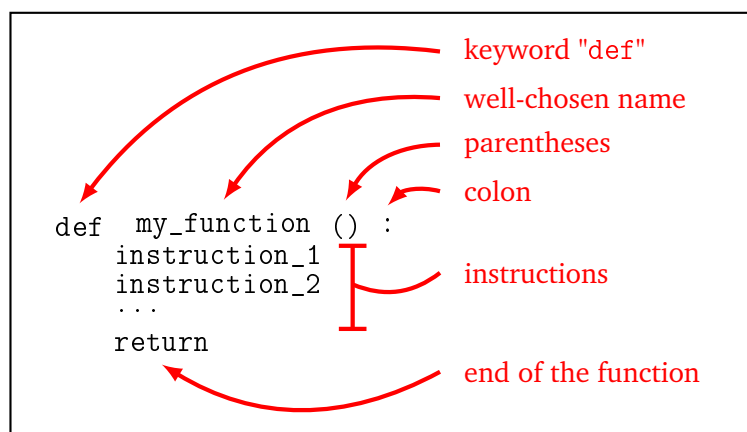 keyword "def"
well-chosen name
parentheses
colon
def my_function () :
instruction_1
instruction_2
instructions
...
return
end of the function